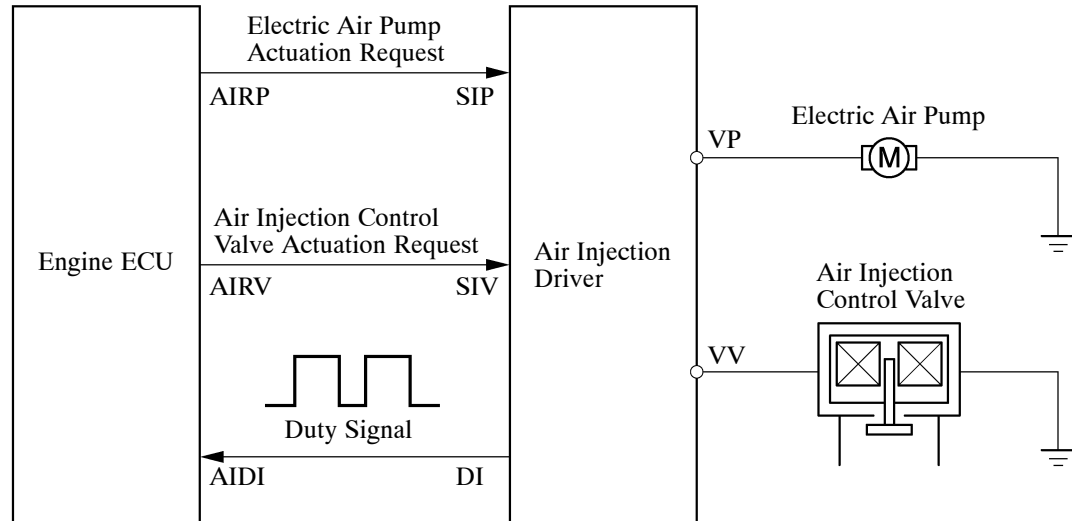 Electric Air Pump
Actuation Request
AIRP
SIP
Air Injection Control
Valve Actuation Request
Engine ECU
AIRV
SIV
Duty Signal
AIDI
DI
Air Injection
Driver
VP
Electric Air Pump
M
VV
Air Injection
Control Valve